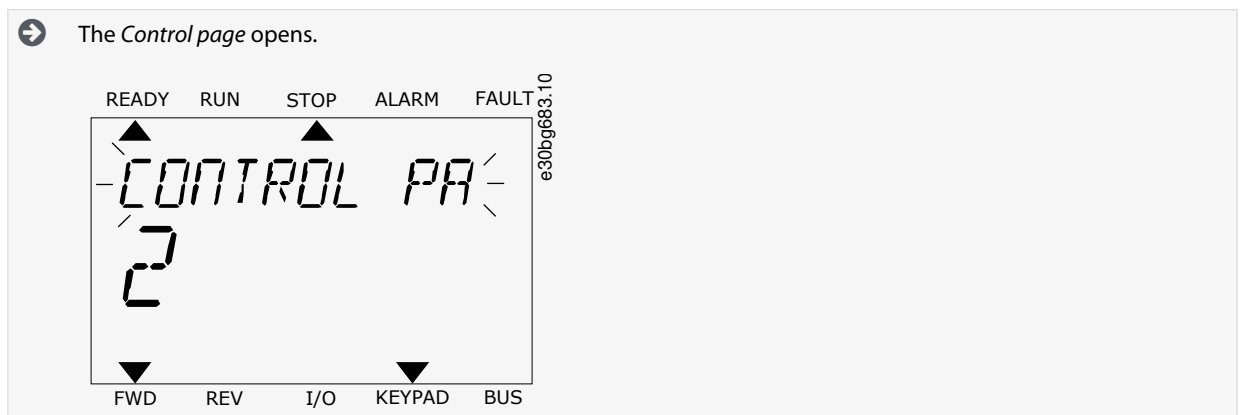 The Control page opens.
READY RUN STOP ALARM FAULT
e30bg683.10
CONTROL PA
2
FWD REV I/O KEYPAD BUS